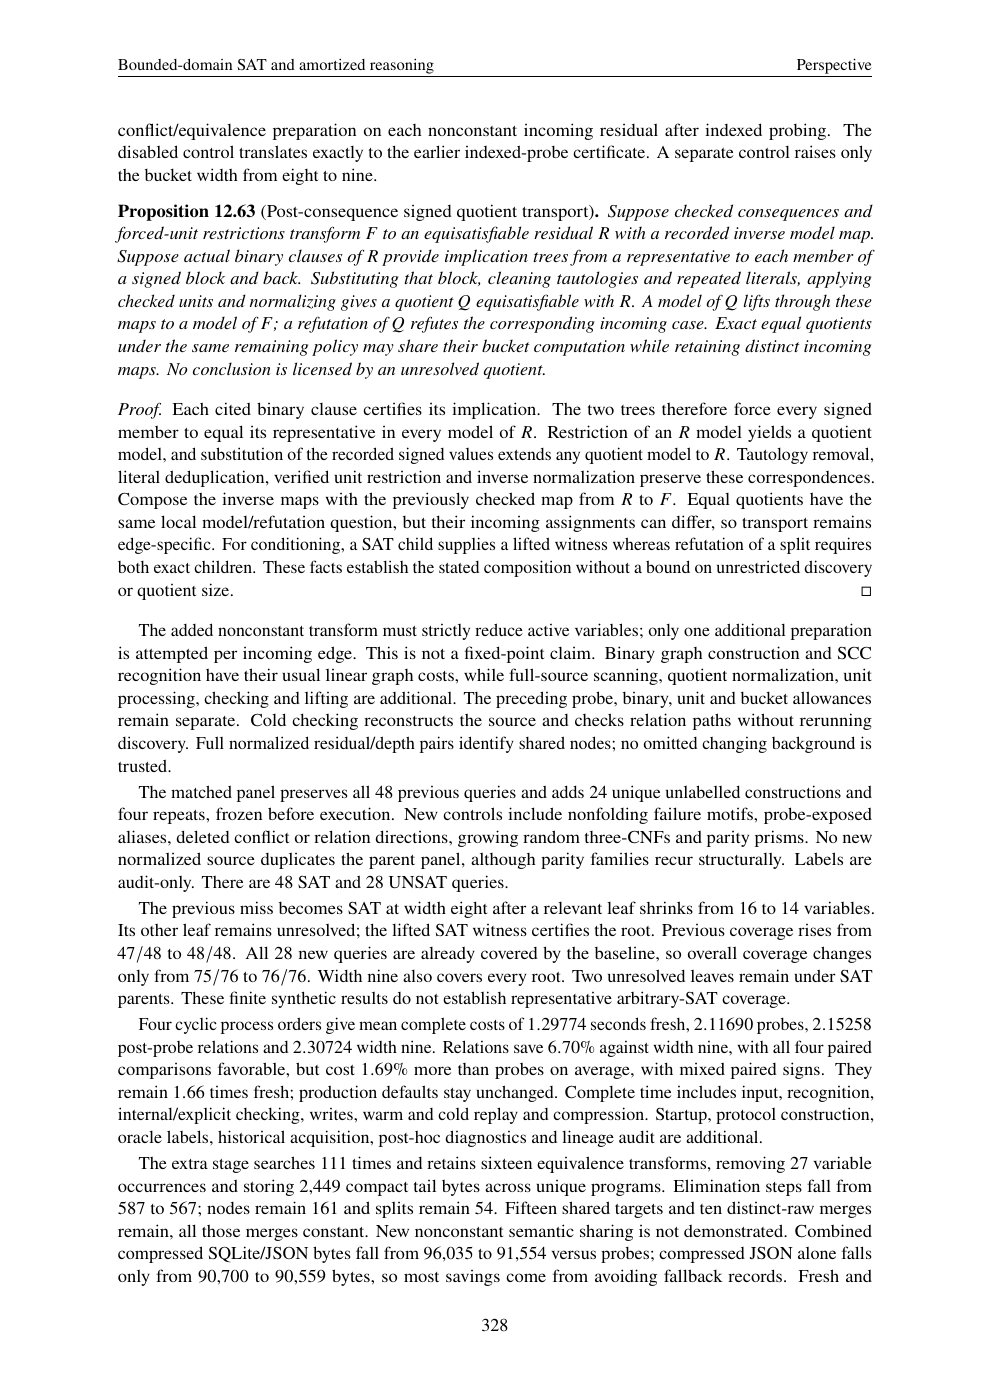 Bounded-domain SAT and amortized reasoning Perspective
conflict/equivalence preparation on each nonconstant incoming residual after indexed probing. The
disabled control translates exactly to the earlier indexed-probe certificate. A separate control raises only
the bucket width from eight to nine.
Proposition 12.63 (Post-consequence signed quotient transport). Suppose checked consequences and
forced-unit restrictions transform F to an equisatisfiable residual R with a recorded inverse model map.
Suppose actual binary clauses of R provide implication trees from a representative to each member of
a signed block and back. Substituting that block, cleaning tautologies and repeated literals, applying
checked units and normalizing gives a quotient Q equisatisfiable with R. A model of Q lifts through these
maps to a model of F; a refutation of Q refutes the corresponding incoming case. Exact equal quotients
under the same remaining policy may share their bucket computation while retaining distinct incoming
maps. No conclusion is licensed by an unresolved quotient.
Proof. Each cited binary clause certifies its implication. The two trees therefore force every signed
member to equal its representative in every model of R. Restriction of an R model yields a quotient
model, and substitution of the recorded signed values extends any quotient model to R. Tautology removal,
literal deduplication, verified unit restriction and inverse normalization preserve these correspondences.
Compose the inverse maps with the previously checked map from R to F. Equal quotients have the
same local model/refutation question, but their incoming assignments can differ, so transport remains
edge-specific. For conditioning, a SAT child supplies a lifted witness whereas refutation of a split requires
both exact children. These facts establish the stated composition without a bound on unrestricted discovery
or quotient size. □
The added nonconstant transform must strictly reduce active variables; only one additional preparation
is attempted per incoming edge. This is not a fixed-point claim. Binary graph construction and SCC
recognition have their usual linear graph costs, while full-source scanning, quotient normalization, unit
processing, checking and lifting are additional. The preceding probe, binary, unit and bucket allowances
remain separate. Cold checking reconstructs the source and checks relation paths without rerunning
discovery. Full normalized residual/depth pairs identify shared nodes; no omitted changing background is
trusted.
The matched panel preserves all 48 previous queries and adds 24 unique unlabelled constructions and
four repeats, frozen before execution. New controls include nonfolding failure motifs, probe-exposed
aliases, deleted conflict or relation directions, growing random three-CNFs and parity prisms. No new
normalized source duplicates the parent panel, although parity families recur structurally. Labels are
audit-only. There are 48 SAT and 28 UNSAT queries.
The previous miss becomes SAT at width eight after a relevant leaf shrinks from 16 to 14 variables.
Its other leaf remains unresolved; the lifted SAT witness certifies the root. Previous coverage rises from
47/48 to 48/48. All 28 new queries are already covered by the baseline, so overall coverage changes
only from 75/76 to 76/76. Width nine also covers every root. Two unresolved leaves remain under SAT
parents. These finite synthetic results do not establish representative arbitrary-SAT coverage.
Four cyclic process orders give mean complete costs of 1.29774 seconds fresh, 2.11690 probes, 2.15258
post-probe relations and 2.30724 width nine. Relations save 6.70% against width nine, with all four paired
comparisons favorable, but cost 1.69% more than probes on average, with mixed paired signs. They
remain 1.66 times fresh; production defaults stay unchanged. Complete time includes input, recognition,
internal/explicit checking, writes, warm and cold replay and compression. Startup, protocol construction,
oracle labels, historical acquisition, post-hoc diagnostics and lineage audit are additional.
The extra stage searches 111 times and retains sixteen equivalence transforms, removing 27 variable
occurrences and storing 2,449 compact tail bytes across unique programs. Elimination steps fall from
587 to 567; nodes remain 161 and splits remain 54. Fifteen shared targets and ten distinct-raw merges
remain, all those merges constant. New nonconstant semantic sharing is not demonstrated. Combined
compressed SQLite/JSON bytes fall from 96,035 to 91,554 versus probes; compressed JSON alone falls
only from 90,700 to 90,559 bytes, so most savings come from avoiding fallback records. Fresh and
328